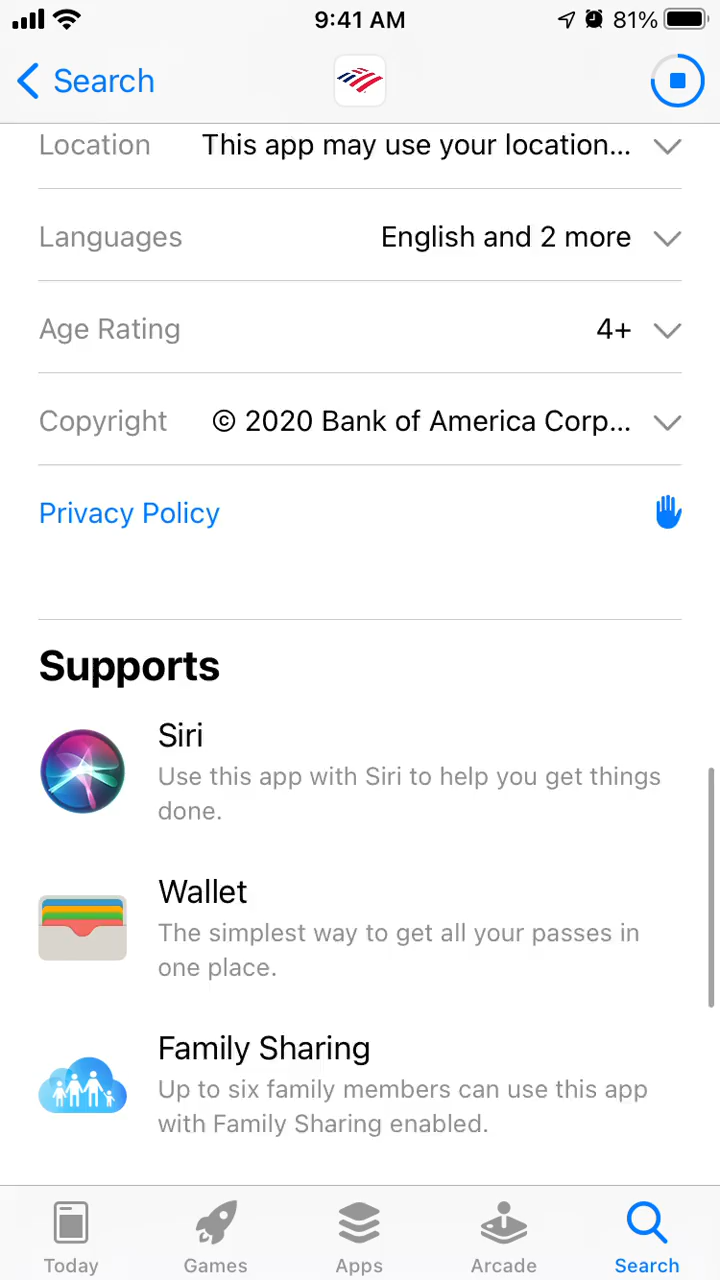 9:41 AM
81%
Search
Location This app may use your location...
Languages English and 2 more
Age Rating 4+
Copyright © 2020 Bank of America Corp...
Privacy Policy
Supports
Siri
Use this app with Siri to help you get things
done.
Wallet
The simplest way to get all your passes in
one place.
Family Sharing
Up to six family members can use this app
with Family Sharing enabled.
Today Games Apps Arcade Search